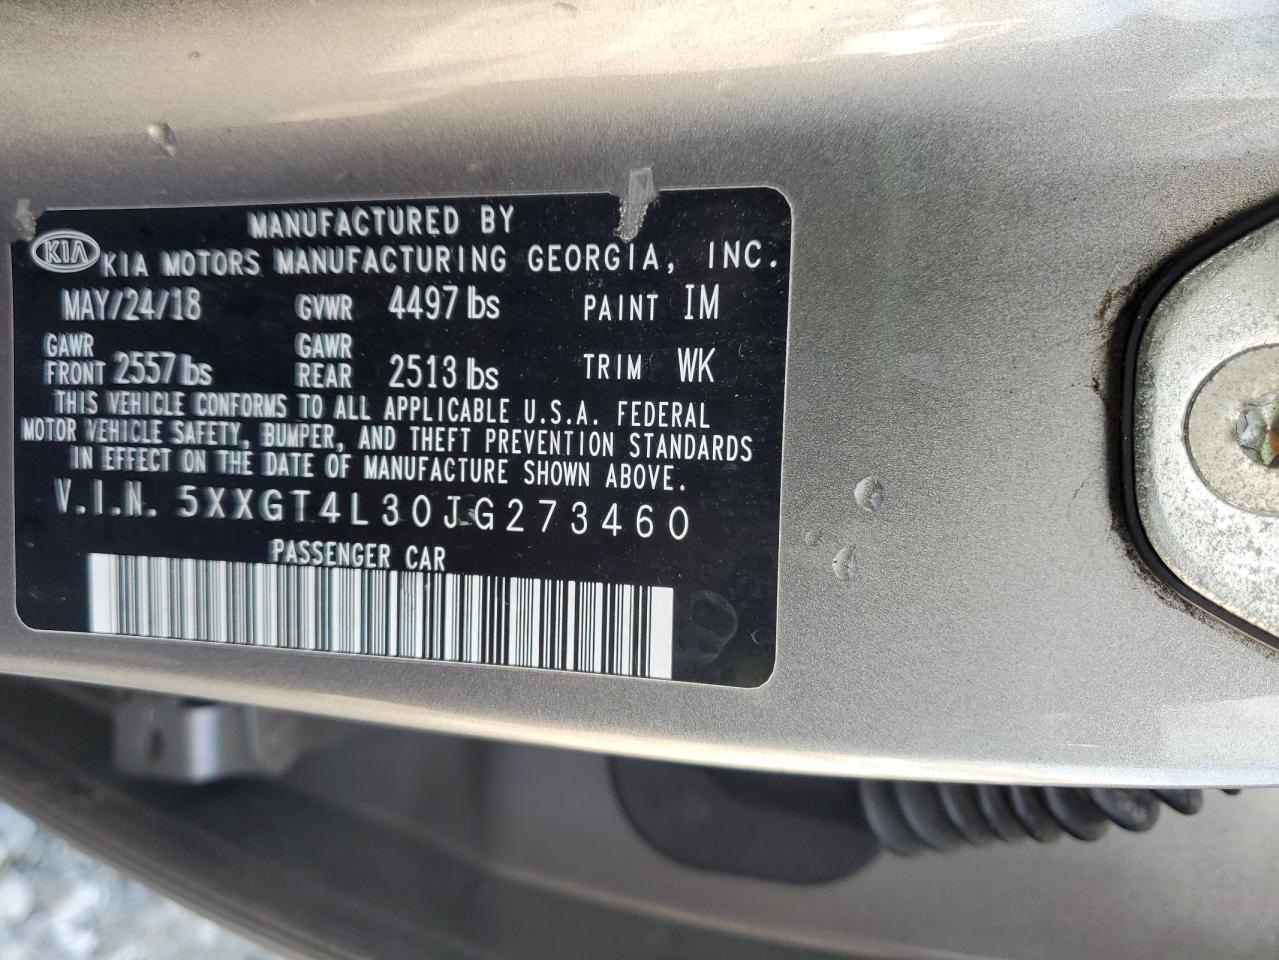 MANUFACTURED BY
KIA KIA MOTORS MANUFACTURING GEORGIA, INC.
MAY/24/18 GVWR 4497 lbs PAINT IM
GAWR FRONT 2557 lbs GAWR REAR 2513 lbs TRIM WK
THIS VEHICLE CONFORMS TO ALL APPLICABLE U.S.A. FEDERAL
MOTOR VEHICLE SAFETY, BUMPER, AND THEFT PREVENTION STANDARDS
IN EFFECT ON THE DATE OF MANUFACTURE SHOWN ABOVE.
V.I.N. 5XXGT4L30JG273460
PASSENGER CAR